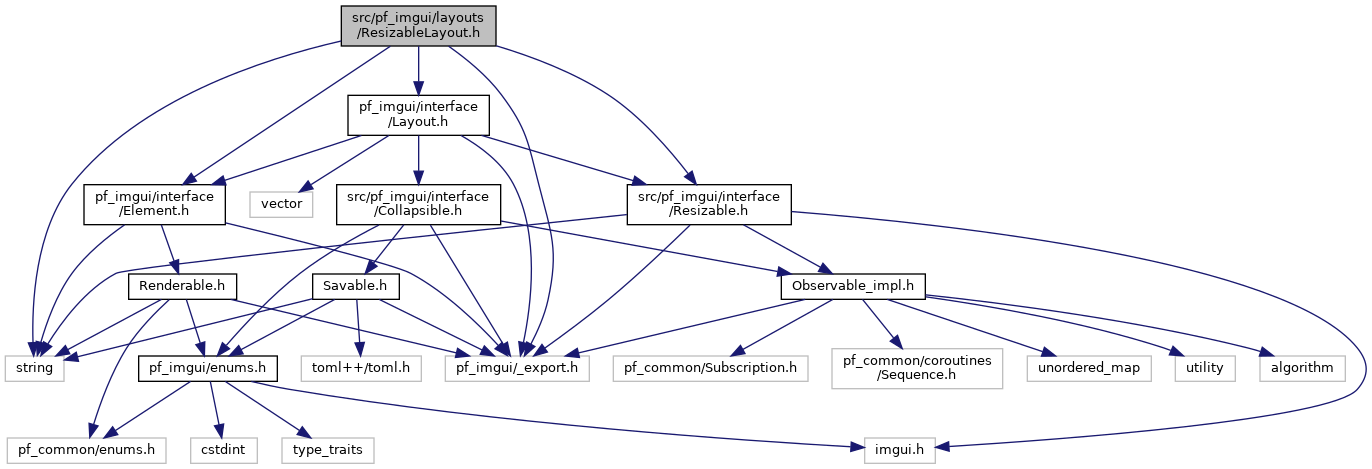 src/pf_imgui/layouts
/ResizableLayout.h
pf_imgui/interface
/Layout.h
pf_imgui/interface
/Element.h
vector
src/pf_imgui/interface
/Collapsible.h
src/pf_imgui/interface
/Resizable.h
Renderable.h
Savable.h
Observable_impl.h
string
pf_imgui/enums.h
toml++/toml.h
pf_imgui/_export.h
pf_common/Subscription.h
pf_common/coroutines
/Sequence.h
unordered_map
utility
algorithm
pf_common/enums.h
cstdint
type_traits
imgui.h